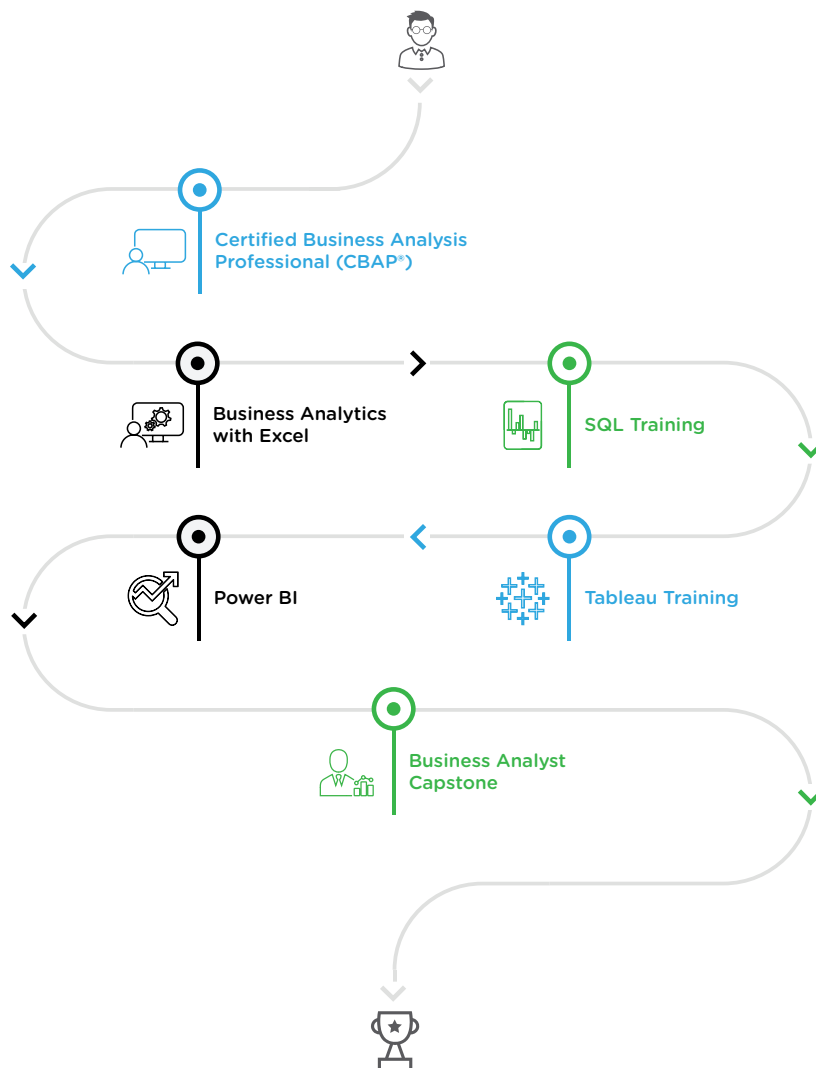 Certified Business Analysis
Professional (CBAP®)
Business Analytics
with Excel
SQL Training
Tableau Training
Power BI
Business Analyst
Capstone